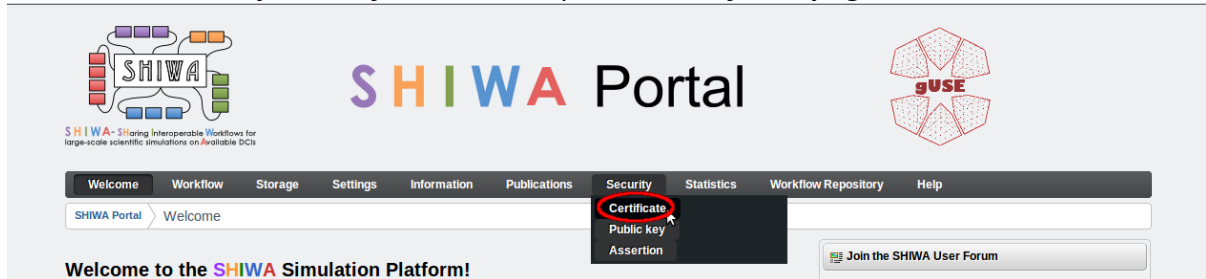 SHIWA
SHIWA Portal
gUSE
SHIWA- SHaring Interoperable Workflows for
large-scale scientific simulations on Available DCIs
Welcome Workflow Storage Settings Information Publications Security Statistics Workflow Repository Help
SHIWA Portal Welcome
Certificate
Public key
Assertion
Join the SHIWA User Forum
Welcome to the SHIWA Simulation Platform!